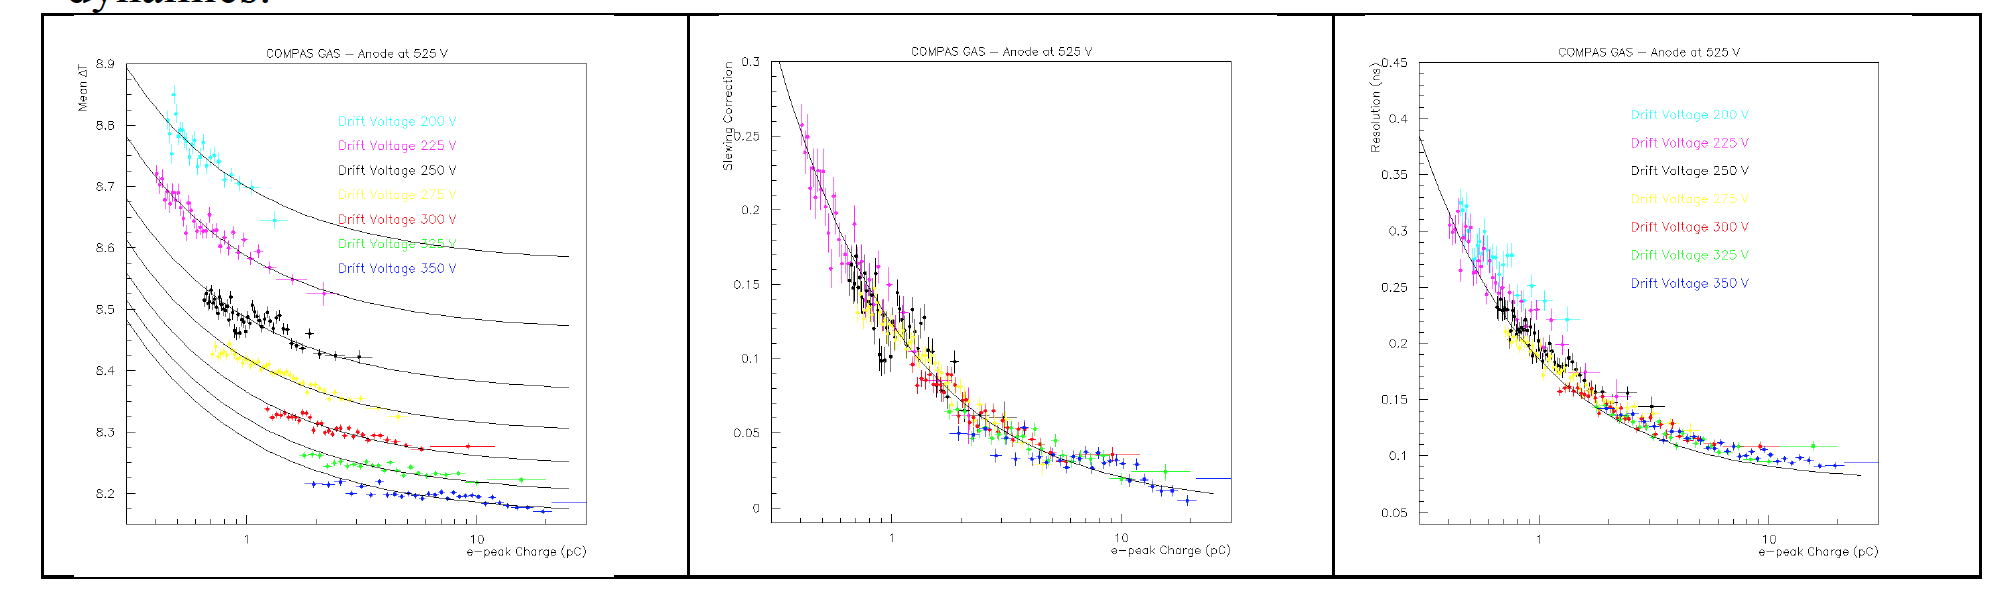 dynamics.
COMPAS GAS – Anode at 525 V
Mean ΔT
8.9
8.8
8.7
8.6
8.5
8.4
8.3
8.2
Drift Voltage 200 V
Drift Voltage 225 V
Drift Voltage 250 V
Drift Voltage 275 V
Drift Voltage 300 V
Drift Voltage 325 V
Drift Voltage 350 V
1
10
e–peak Charge (pC)
COMPAS GAS – Anode at 525 V
Slewing Correction
0.3
0.25
0.2
0.15
0.1
0.05
0
1
10
e–peak Charge (pC)
COMPAS GAS – Anode at 525 V
Resolution (ns)
0.45
0.4
0.35
0.3
0.25
0.2
0.15
0.1
0.05
Drift Voltage 200 V
Drift Voltage 225 V
Drift Voltage 250 V
Drift Voltage 275 V
Drift Voltage 300 V
Drift Voltage 325 V
Drift Voltage 350 V
1
10
e–peak Charge (pC)